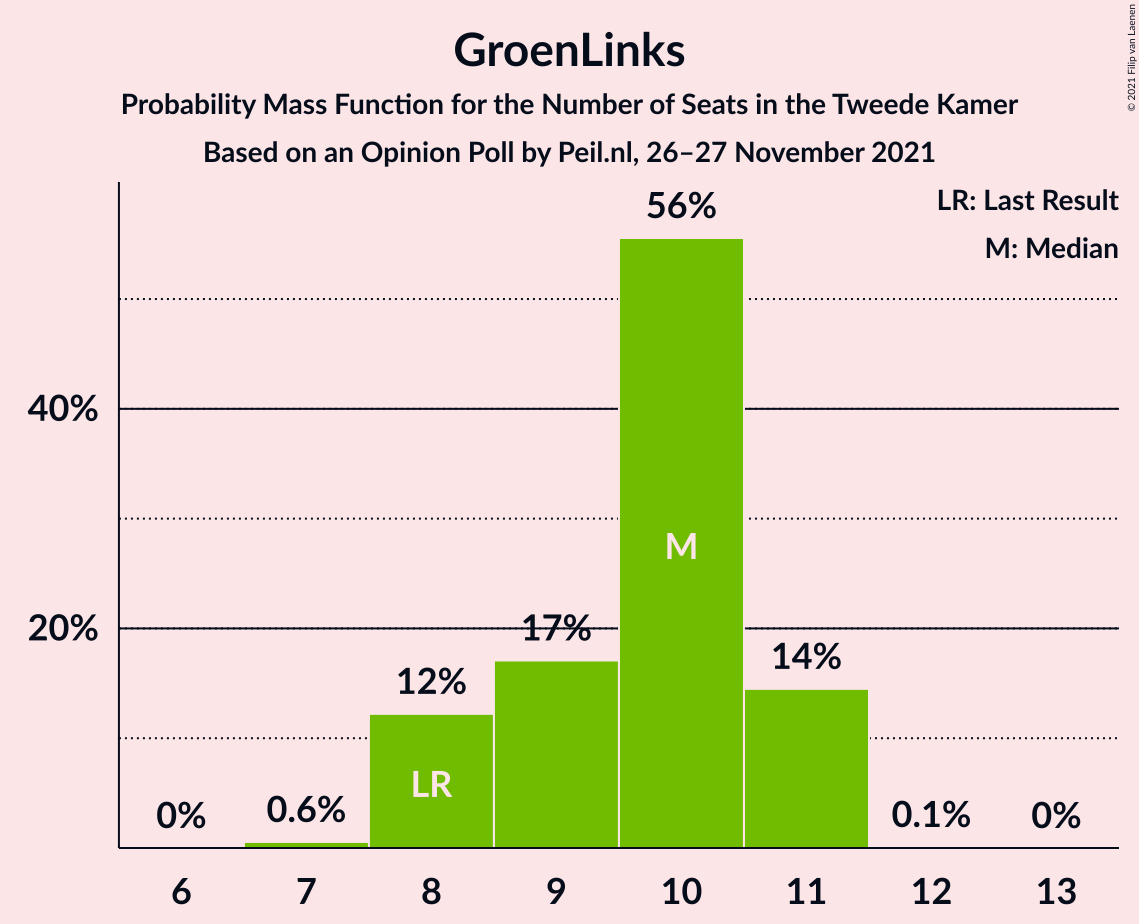 GroenLinks
Probability Mass Function for the Number of Seats in the Tweede Kamer
Based on an Opinion Poll by Peil.nl, 26–27 November 2021
© 2021 Filip van Laenen
LR: Last Result
M: Median
56%
40%
M
20%
17%
14%
12%
LR
0%
0.6%
0.1%
0%
6 7 8 9 10 11 12 13